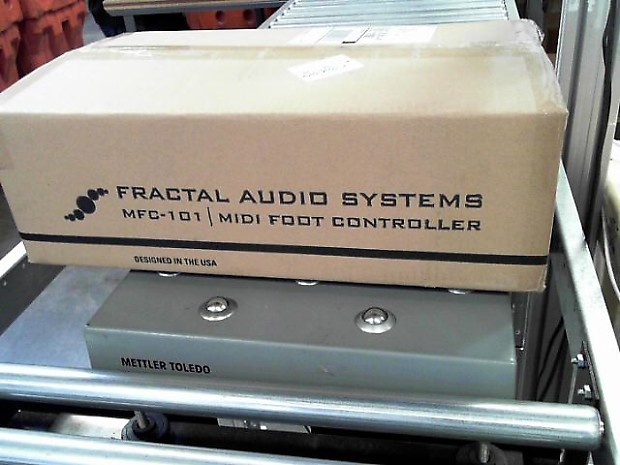 FRACTAL AUDIO SYSTEMS
MFC-101 | MIDI FOOT CONTROLLER
DESIGNED IN THE USA
METTLER TOLEDO